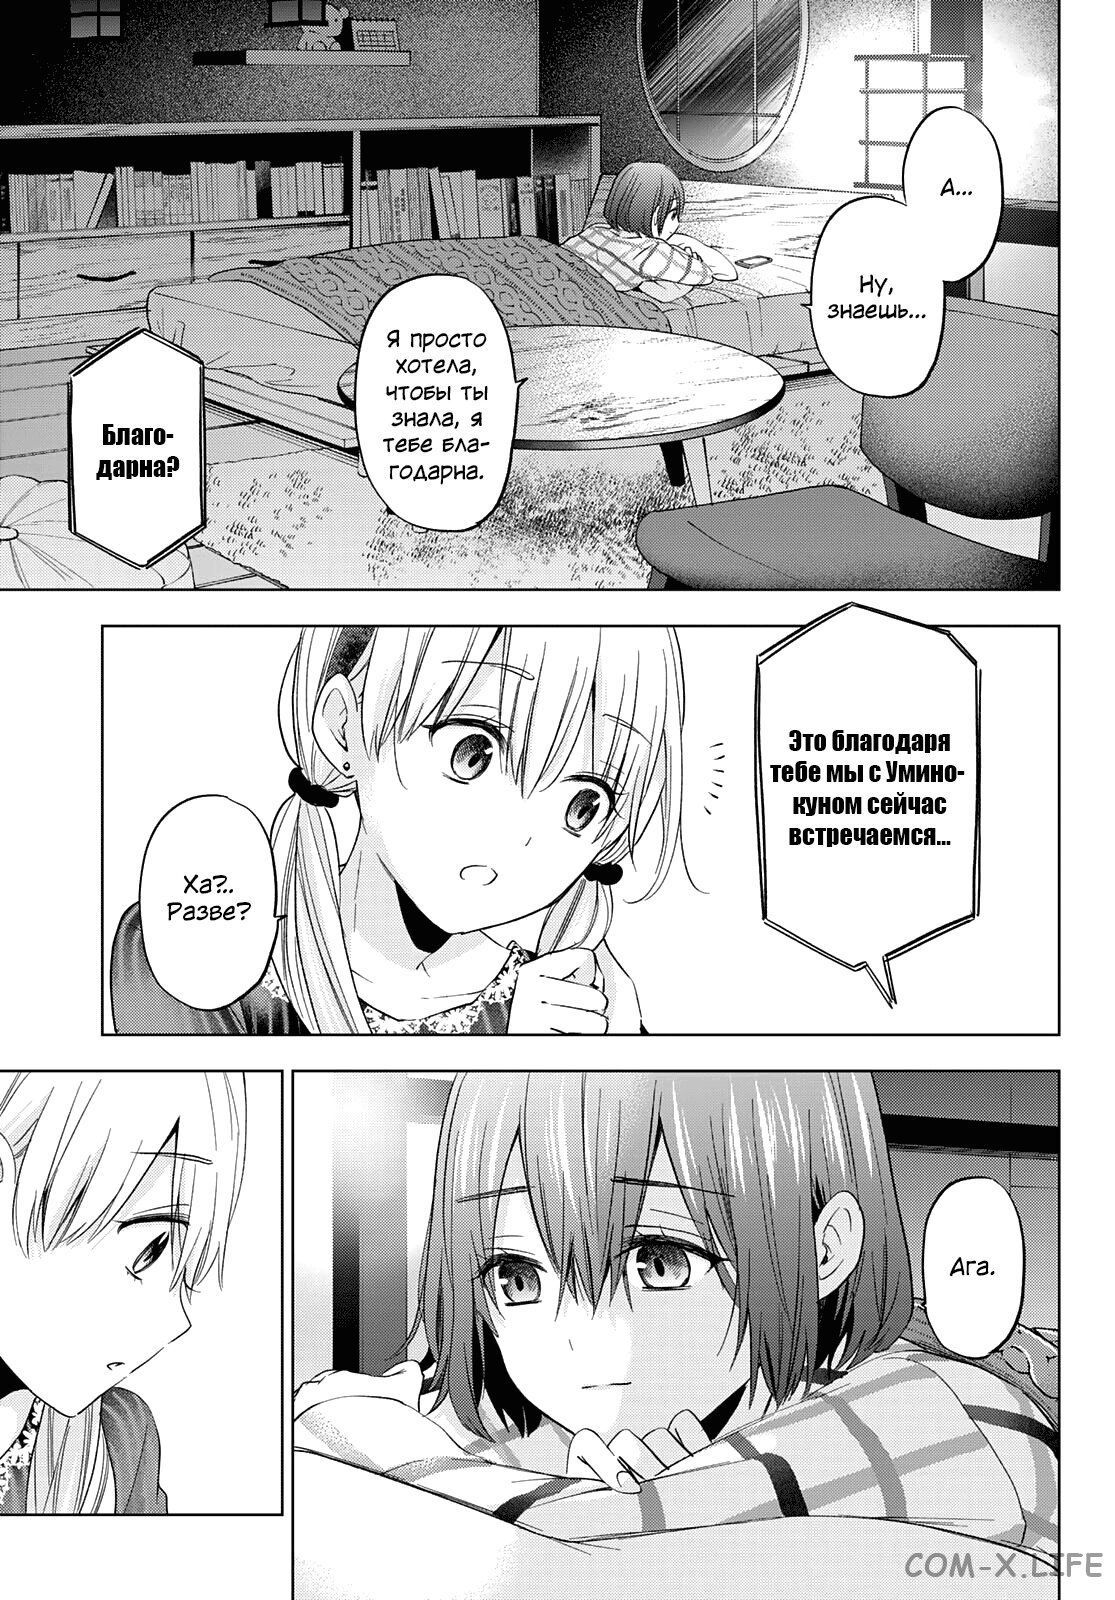 А...
Ну,
знаешь...
Я просто
хотела,
чтобы ты
знала, я
тебе бла-
годарна.
Благо-
дарна?
Это благодаря
тебе мы с Умино-
куном сейчас
встречаемся...
Ха?..
Разве?
Ага.
COM-X.LIFE